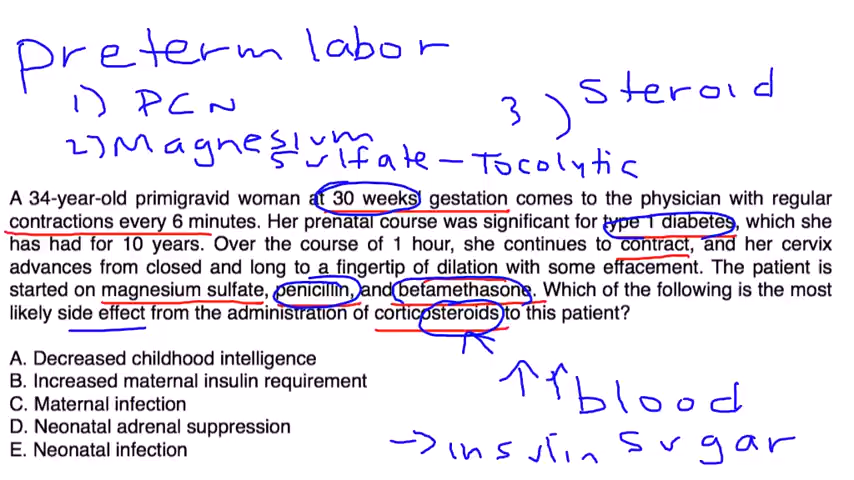 Preterm labor
1) PCN
2) Magnesium sulfate - Tocolytic
3) Steroid
A 34-year-old primigravid woman at 30 weeks gestation comes to the physician with regular
contractions every 6 minutes. Her prenatal course was significant for type 1 diabetes, which she
has had for 10 years. Over the course of 1 hour, she continues to contract, and her cervix
advances from closed and long to a fingertip of dilation with some effacement. The patient is
started on magnesium sulfate, penicillin, and betamethasone. Which of the following is the most
likely side effect from the administration of corticosteroids to this patient?
A. Decreased childhood intelligence
B. Increased maternal insulin requirement
C. Maternal infection
D. Neonatal adrenal suppression
E. Neonatal infection
↑↑ blood
sugar
→ insulin